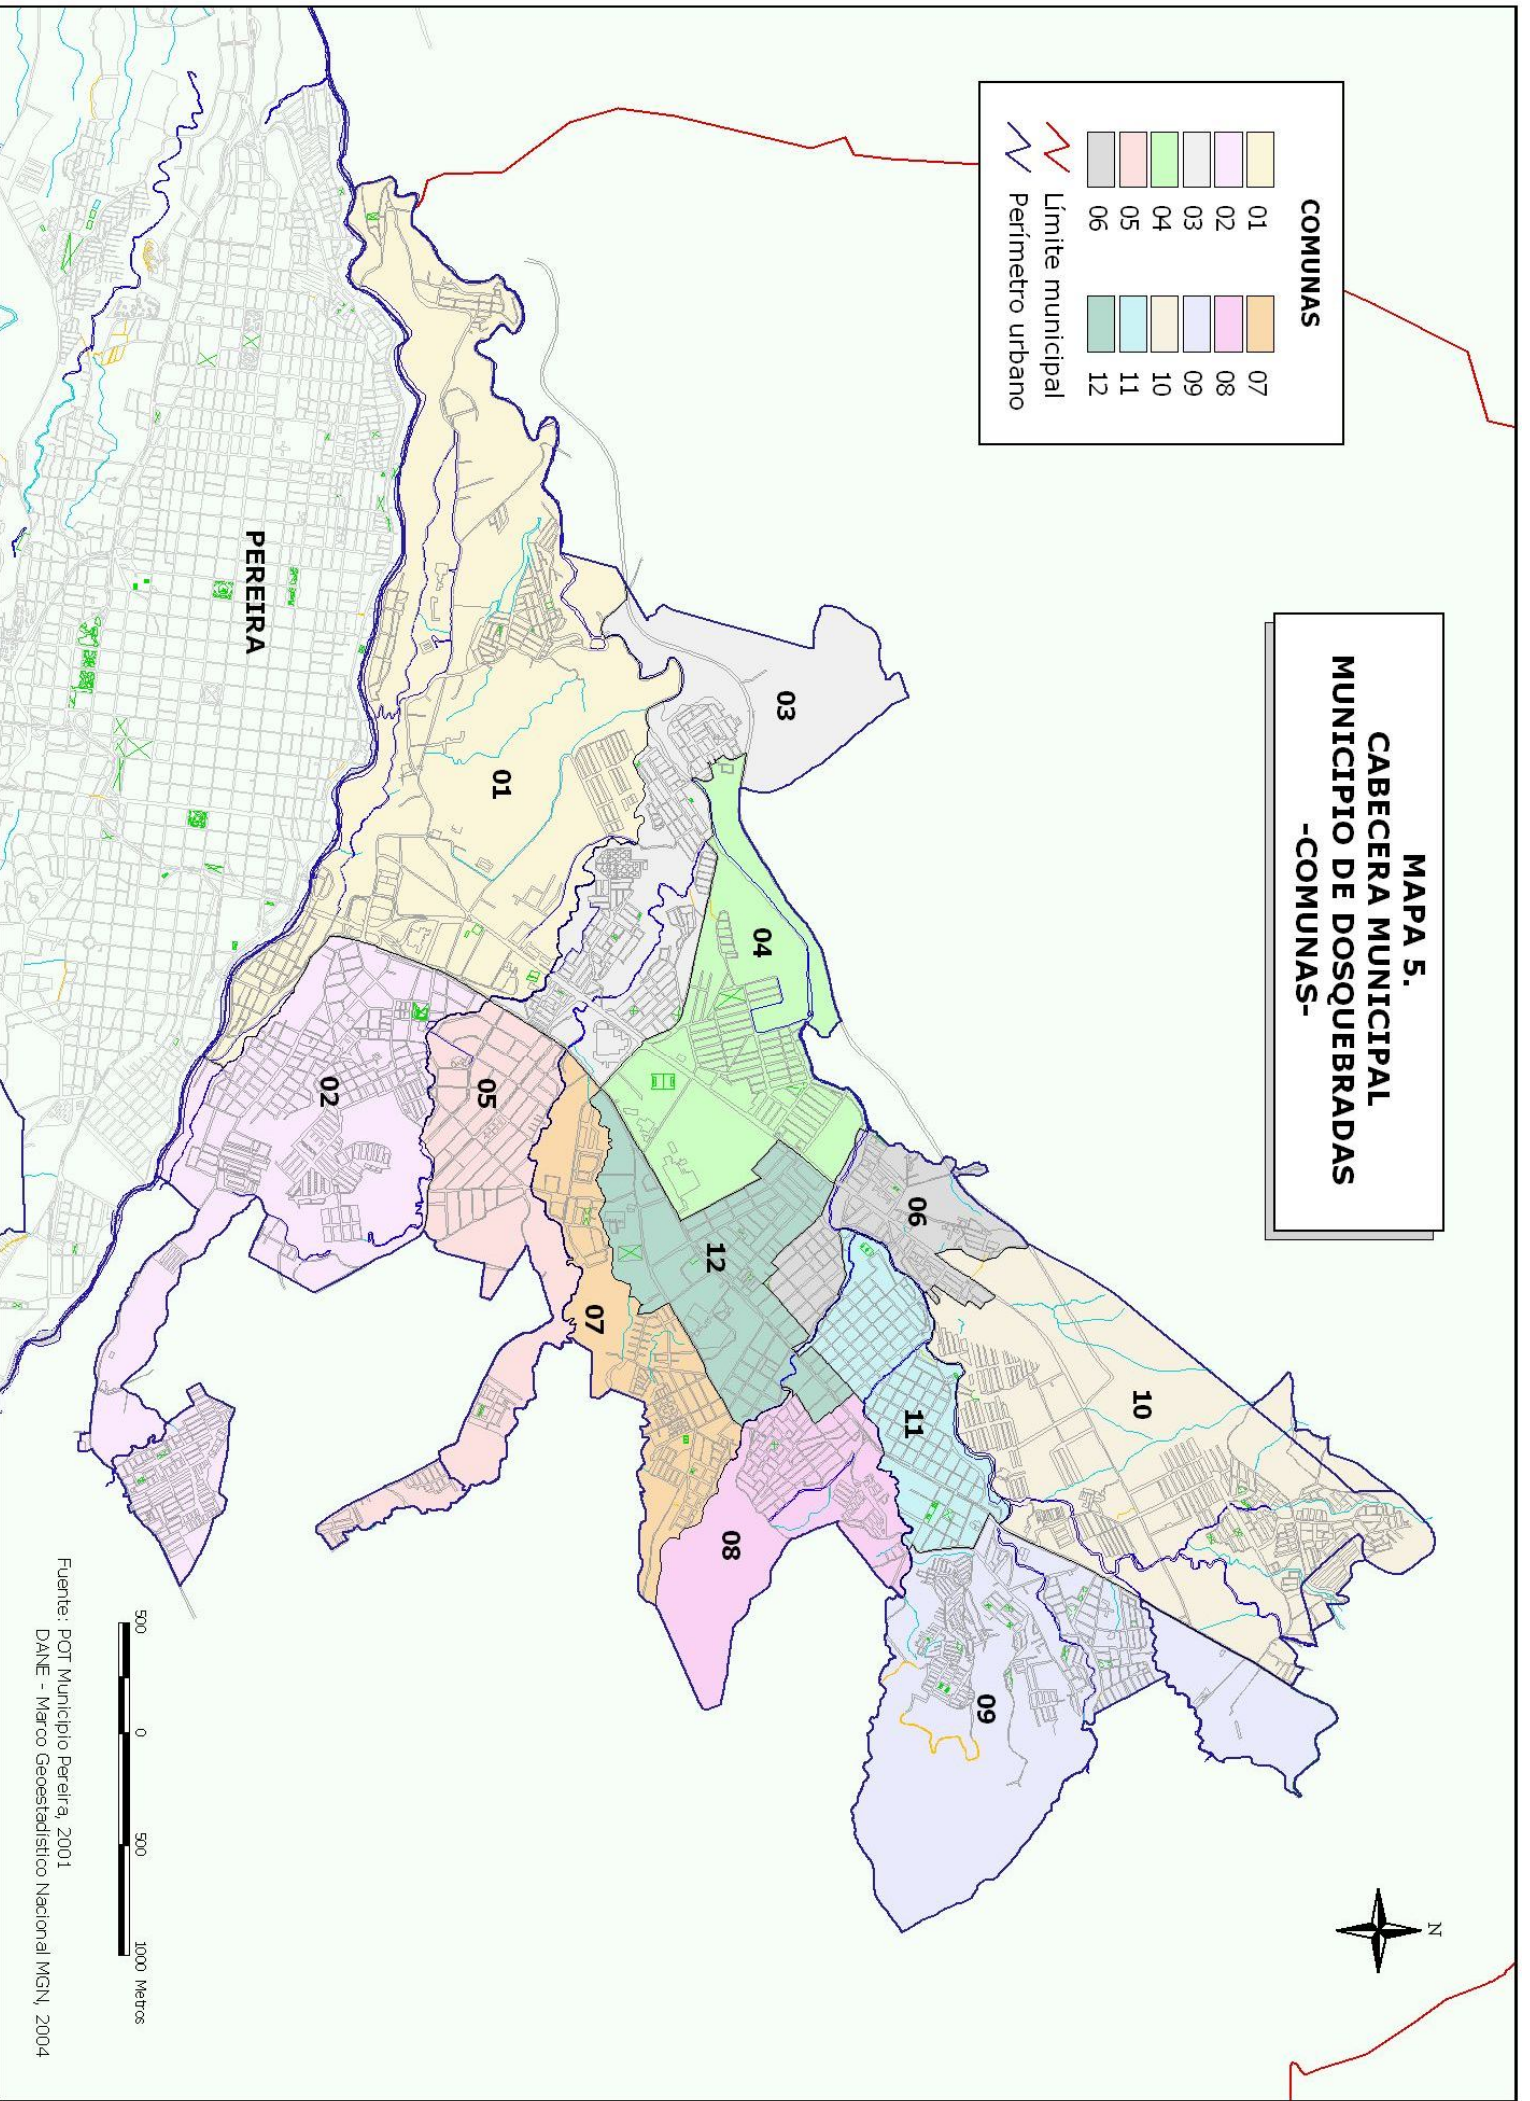 MAPA 5.
CABECERA MUNICIPAL
MUNICIPIO DE DOSQUEBRADAS
-COMUNAS-
COMUNAS
01 07
02 08
03 09
04 10
05 11
06 12
Límite municipal
Perímetro urbano
N
03
10
06
04
12
11
09
08
07
01
05
02
PEREIRA
500 0 500 1000 Metros
Fuente: POT Municipio Pereira, 2001
DANE - Marco Geoestadístico Nacional MGN, 2004